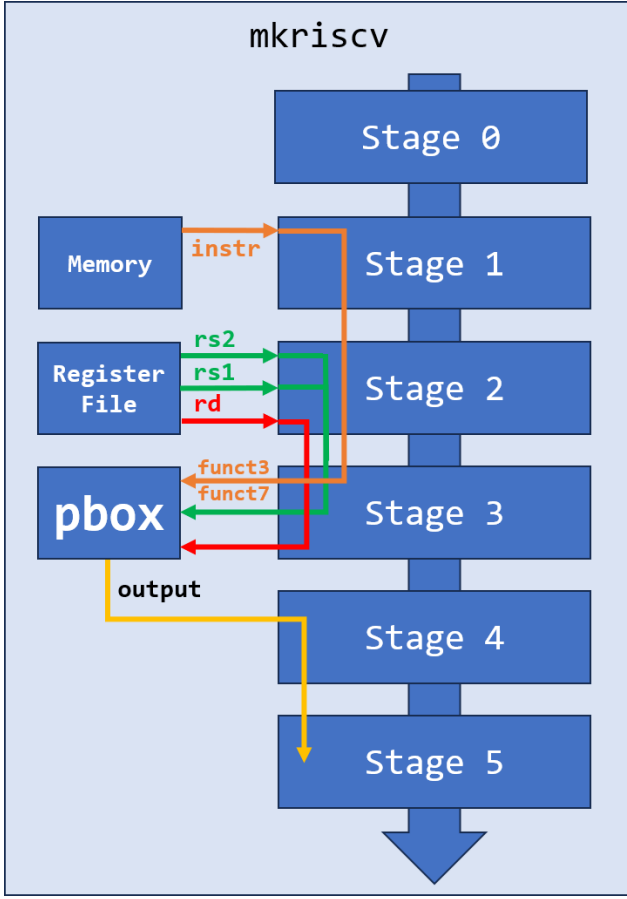 mkriscv
Stage 0
Memory
instr
Stage 1
rs2
Register
File
rs1
rd
Stage 2
pbox
funct3
funct7
Stage 3
output
Stage 4
Stage 5